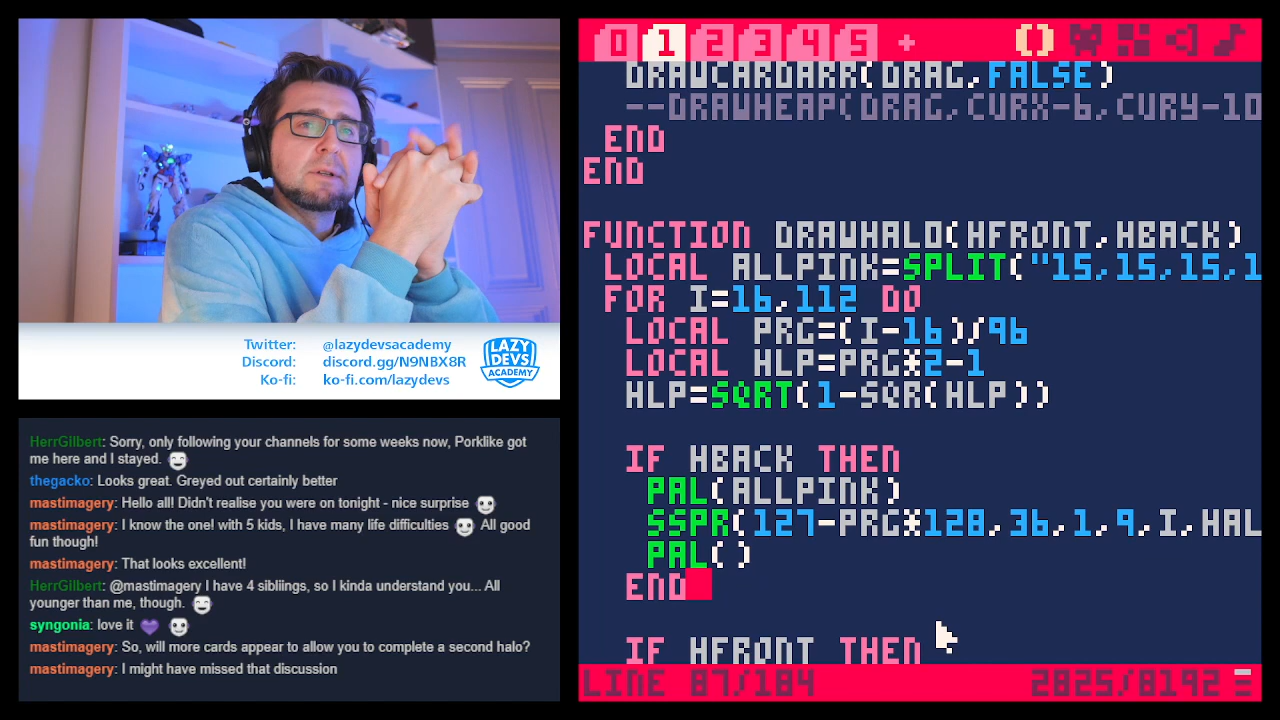 Twitter: @lazydevsacademy
Discord: discord.gg/N9NBX8R
Ko-fi: ko-fi.com/lazydevs
LAZY
DEVS
ACADEMY
HerrGilbert: Sorry, only following your channels for some weeks now, Porklike got
me here and I stayed.
thegacko: Looks great. Greyed out certainly better
mastimagery: Hello all! Didn't realise you were on tonight - nice surprise
mastimagery: I know the one! with 5 kids, I have many life difficulties All good
fun though!
mastimagery: That looks excellent!
HerrGilbert: @mastimagery I have 4 sibliings, so I kinda understand you... All
younger than me, though.
syngonia: love it
mastimagery: So, will more cards appear to allow you to complete a second halo?
mastimagery: I might have missed that discussion
0 1 2 3 4 5 +
DRAWCARDARR(DRAG,FALSE)
--DRAWHEAP(DRAG,CURX-6,CURY-10
END
END
FUNCTION DRAWHALO(HFRONT,HBACK)
LOCAL ALLPINK=SPLIT("15,15,15,1
FOR I=16,112 DO
LOCAL PRG=(I-16)/96
LOCAL HLP=PRG*2-1
HLP=SQRT(1-SQR(HLP))
IF HBACK THEN
PAL(ALLPINK)
SSPR(127-PRG*128,36,1,9,I,HAL
PAL()
END
IF HFRONT THEN
LINE 87/184
2825/8192